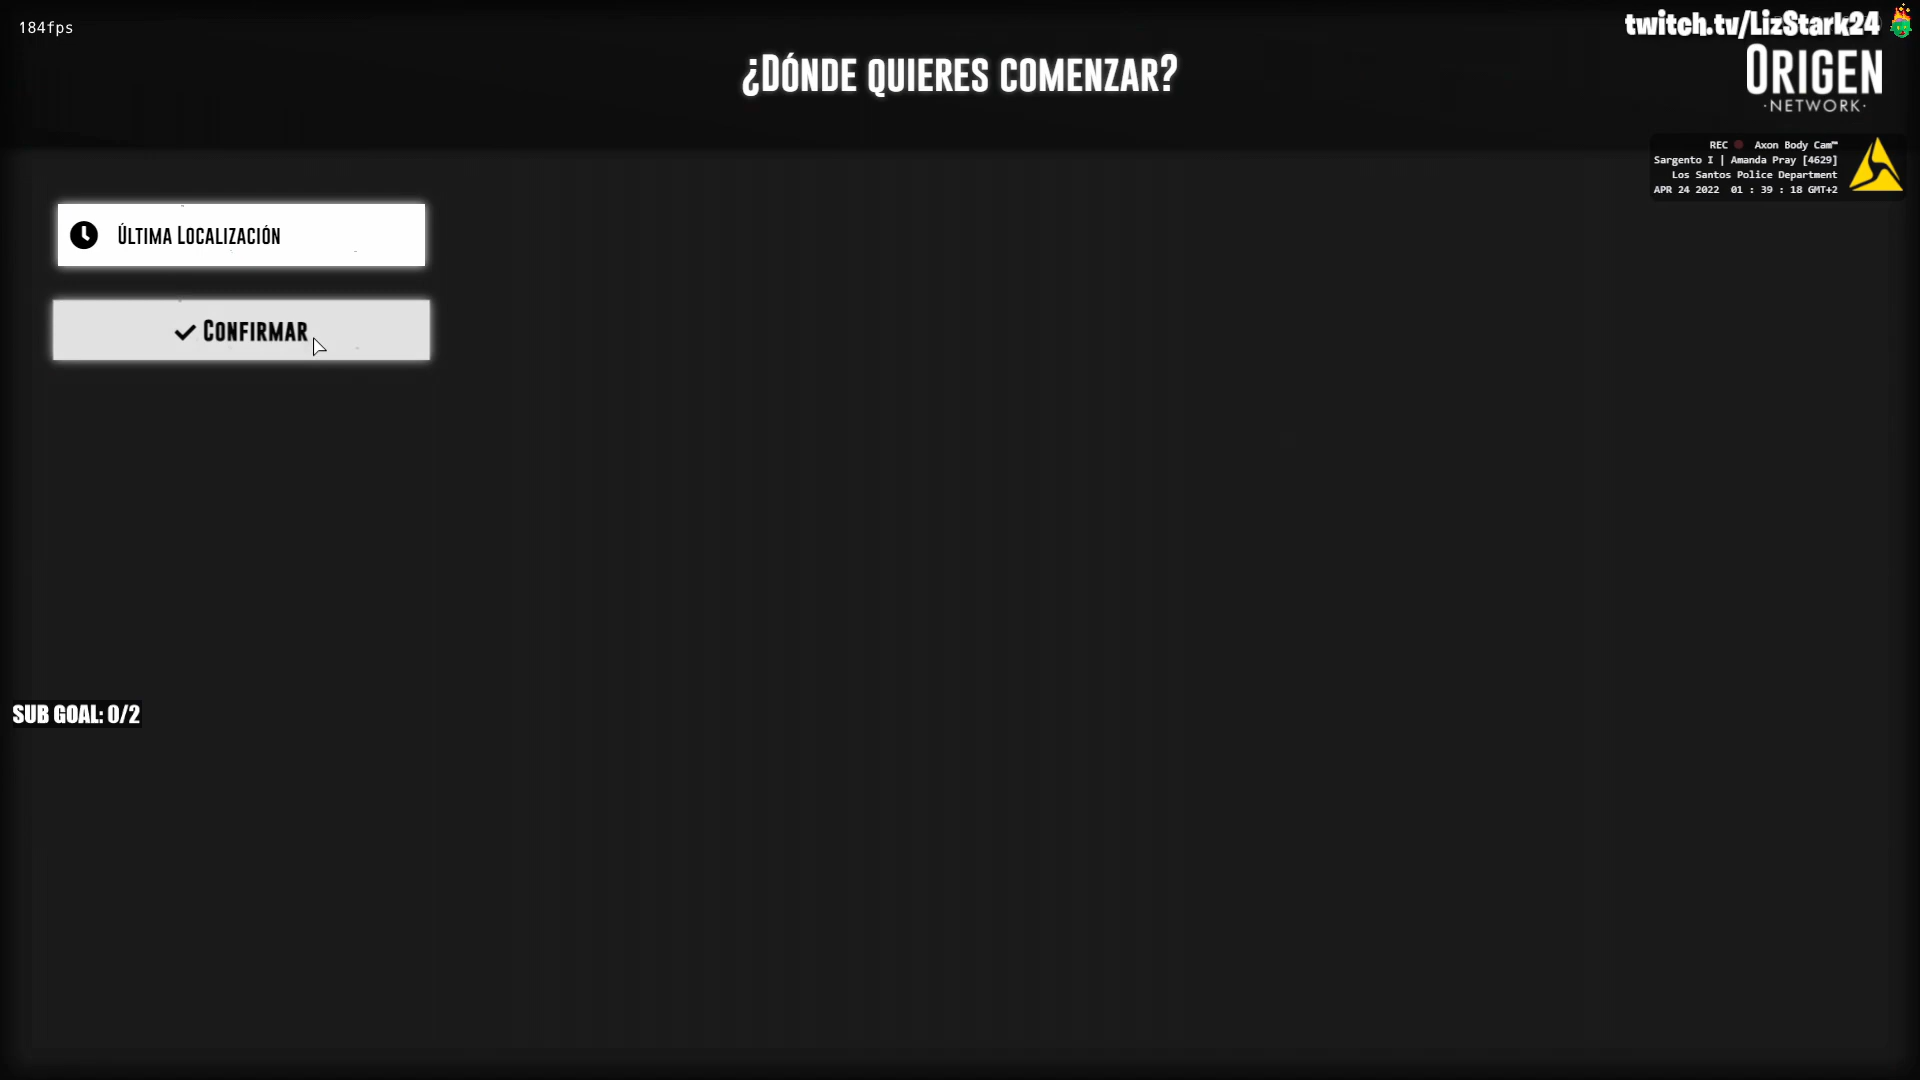 184fps
twitch.tv/LizStark24
¿DÓNDE QUIERES COMENZAR?
ORIGEN
·NETWORK·
REC Axon Body Cam™
Sargento I | Amanda Pray [4629]
Los Santos Police Department
APR 24 2022 01 : 39 : 18 GMT+2
ÚLTIMA LOCALIZACIÓN
CONFIRMAR
SUB GOAL: 0/2